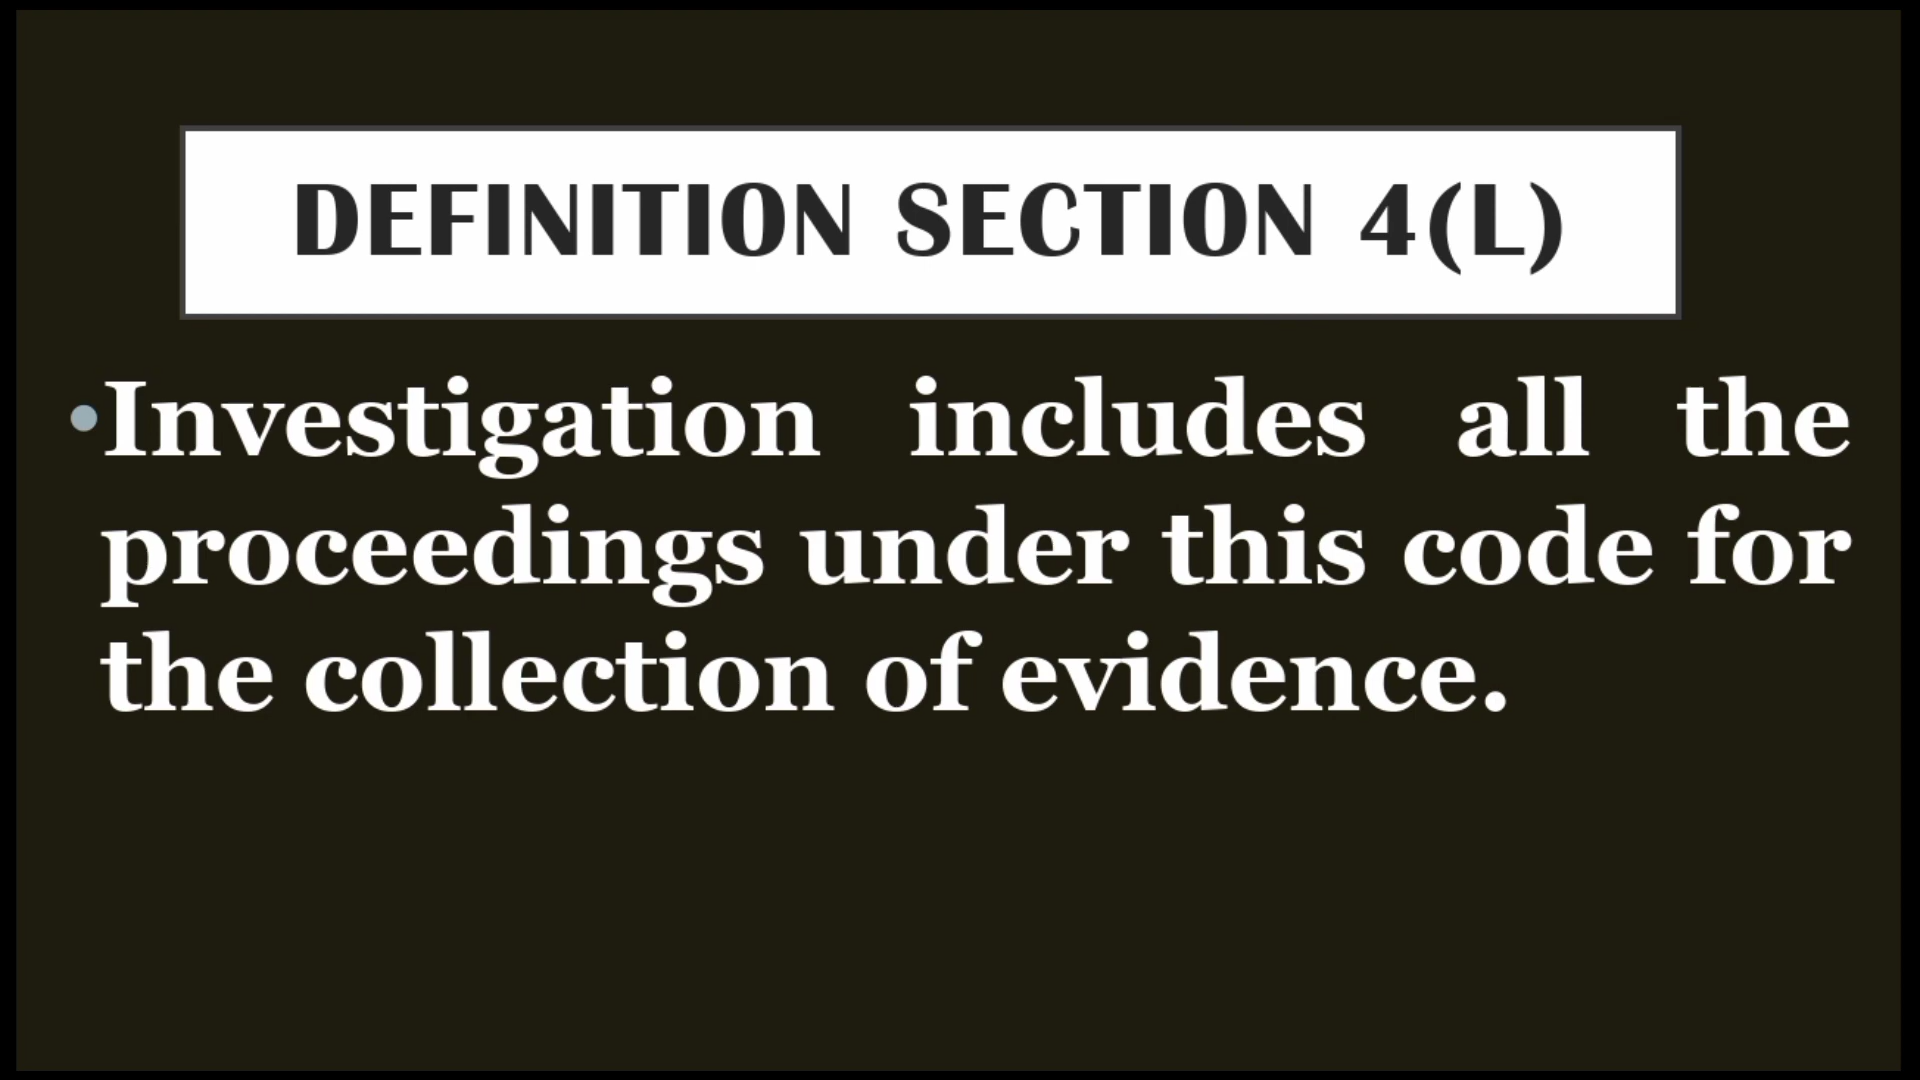 DEFINITION SECTION 4(L)
•Investigation includes all the
proceedings under this code for
the collection of evidence.